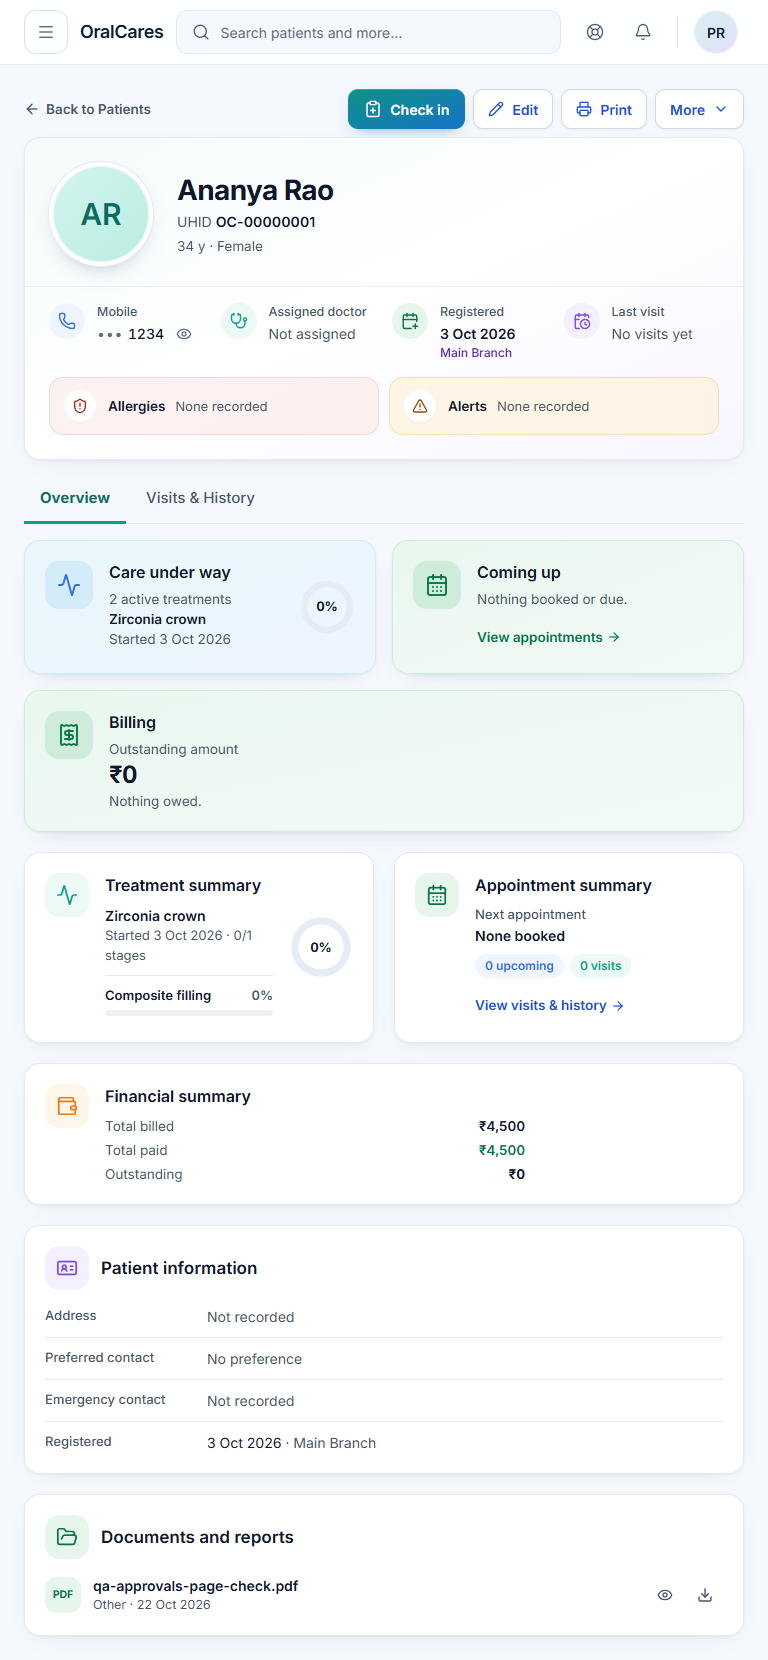 OralCares
Search patients and more...
PR
Back to Patients
Check in
Edit
Print
More
AR
Ananya Rao
UHID OC-00000001
34 y · Female
Mobile
••• 1234
Assigned doctor
Not assigned
Registered
3 Oct 2026
Main Branch
Last visit
No visits yet
Allergies None recorded
Alerts None recorded
Overview
Visits & History
Care under way
2 active treatments
Zirconia crown
Started 3 Oct 2026
0%
Coming up
Nothing booked or due.
View appointments →
Billing
Outstanding amount
₹0
Nothing owed.
Treatment summary
Zirconia crown
Started 3 Oct 2026 · 0/1
stages
0%
Composite filling 0%
Appointment summary
Next appointment
None booked
0 upcoming
0 visits
View visits & history →
Financial summary
Total billed ₹4,500
Total paid ₹4,500
Outstanding ₹0
Patient information
Address Not recorded
Preferred contact No preference
Emergency contact Not recorded
Registered 3 Oct 2026 · Main Branch
Documents and reports
PDF
qa-approvals-page-check.pdf
Other · 22 Oct 2026